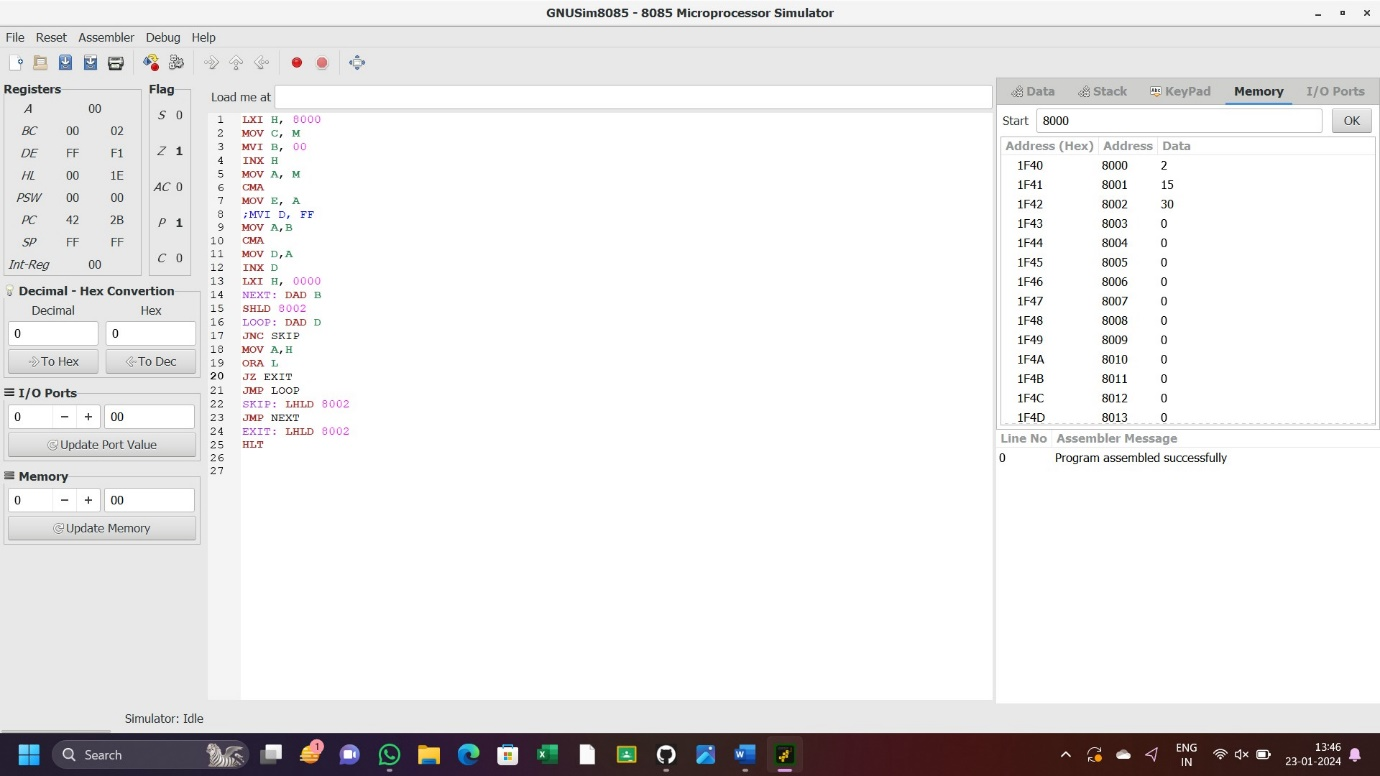 GNUSim8085 - 8085 Microprocessor Simulator
File Reset Assembler Debug Help
Registers
A 00
BC 00 02
DE FF F1
HL 00 1E
PSW 00 00
PC 42 2B
SP FF FF
Int-Reg 00
Flag
S 0
Z 1
AC 0
P 1
C 0
Decimal - Hex Convertion
Decimal Hex
0 0
To Hex To Dec
I/O Ports
0 − + 00
Update Port Value
Memory
0 − + 00
Update Memory
Load me at
1 LXI H, 8000
2 MOV C, M
3 MVI B, 00
4 INX H
5 MOV A, M
6 CMA
7 MOV E, A
8 ;MVI D, FF
9 MOV A,B
10 CMA
11 MOV D,A
12 INX D
13 LXI H, 0000
14 NEXT: DAD B
15 SHLD 8002
16 LOOP: DAD D
17 JNC SKIP
18 MOV A,H
19 ORA L
20 JZ EXIT
21 JMP LOOP
22 SKIP: LHLD 8002
23 JMP NEXT
24 EXIT: LHLD 8002
25 HLT
26
27
Data Stack KeyPad Memory I/O Ports
Start 8000 OK
Address (Hex) Address Data
1F40 8000 2
1F41 8001 15
1F42 8002 30
1F43 8003 0
1F44 8004 0
1F45 8005 0
1F46 8006 0
1F47 8007 0
1F48 8008 0
1F49 8009 0
1F4A 8010 0
1F4B 8011 0
1F4C 8012 0
1F4D 8013 0
Line No Assembler Message
0 Program assembled successfully
Simulator: Idle
Search
1
ENG
IN
13:46
23-01-2024